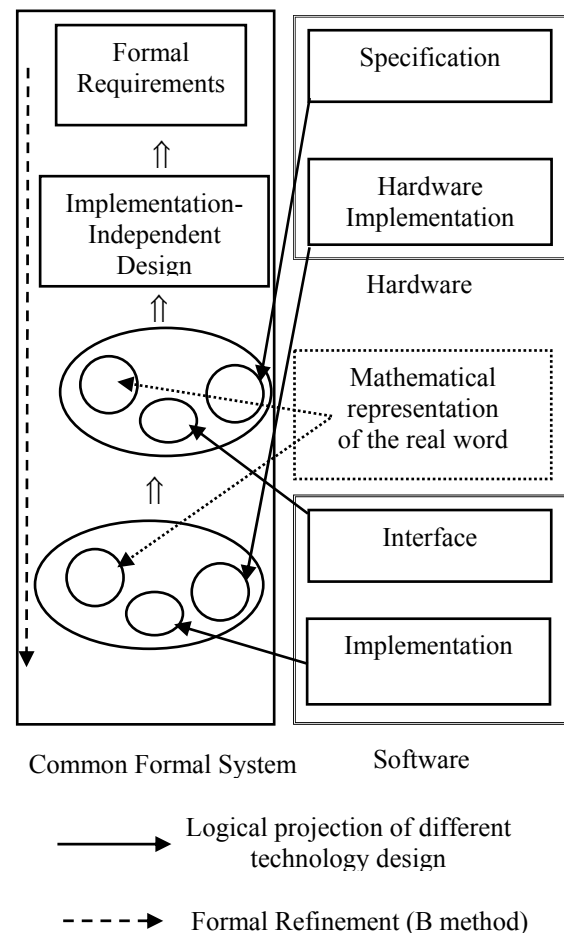 Formal
Requirements
⇑
Implementation-
Independent
Design
⇑
⇑
Common Formal System
Specification
Hardware
Implementation
Hardware
Mathematical
representation
of the real word
Interface
Implementation
Software
Logical projection of different
technology design
Formal Refinement (B method)